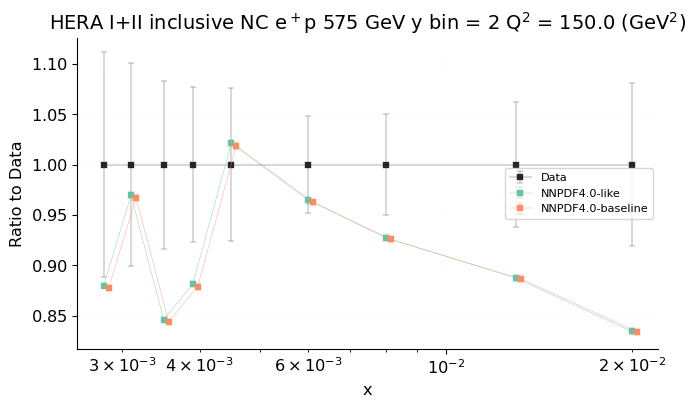 HERA I+II inclusive NC e⁺p 575 GeV y bin = 2 Q² = 150.0 (GeV²)
Ratio to Data
1.10
1.05
1.00
0.95
0.90
0.85
Data
NNPDF4.0-like
NNPDF4.0-baseline
3 × 10⁻³ 4 × 10⁻³ 6 × 10⁻³ 10⁻² 2 × 10⁻²
x